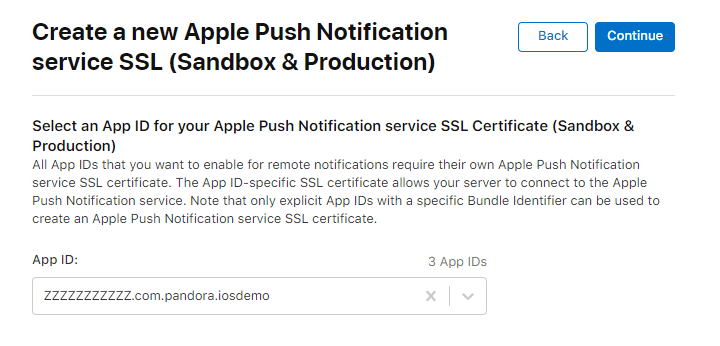 Create a new Apple Push Notification
service SSL (Sandbox & Production)
Back
Continue
Select an App ID for your Apple Push Notification service SSL Certificate (Sandbox &
Production)
All App IDs that you want to enable for remote notifications require their own Apple Push Notification
service SSL certificate. The App ID-specific SSL certificate allows your server to connect to the Apple
Push Notification service. Note that only explicit App IDs with a specific Bundle Identifier can be used to
create an Apple Push Notification service SSL certificate.
App ID:
3 App IDs
ZZZZZZZZZZZ.com.pandora.iosdemo